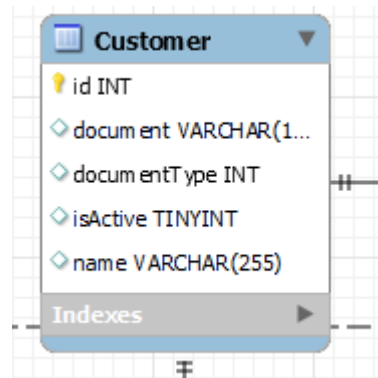 Customer
id INT
document VARCHAR(1...
documentType INT
isActive TINYINT
name VARCHAR(255)
Indexes